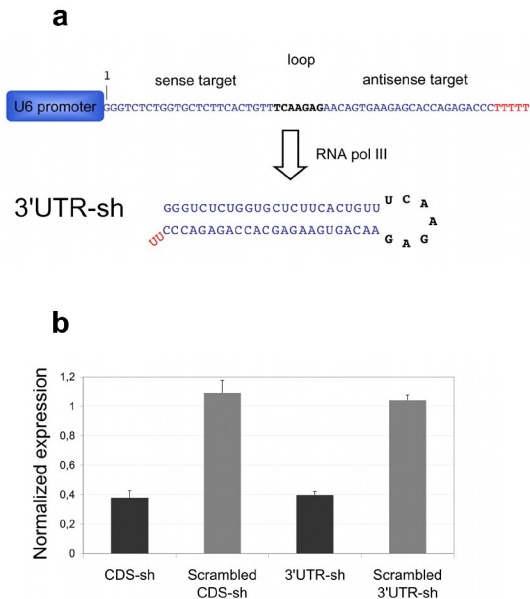 a
1
loop
sense target
antisense target
U6 promoter
GGGTCTCTGGTGCTCTTCACTGTTTCAAGAGAACAGTGAAGAGCACCAGAGACCCTTTTT
RNA pol III
3'UTR-sh
GGGUCUCUGGUGCUCUUCACUGUU
UCAAGAG
UUCCCAGAGACCACGAGAAGUGACAA
b
Normalized expression
1,2
1
0,8
0,6
0,4
0,2
0
CDS-sh
Scrambled
CDS-sh
3'UTR-sh
Scrambled
3'UTR-sh